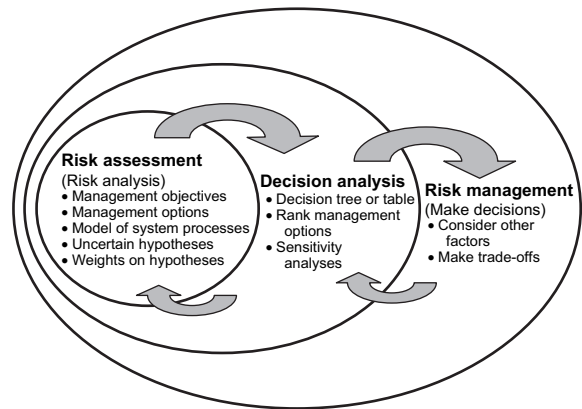 Risk assessment
(Risk analysis)
• Management objectives
• Management options
• Model of system processes
• Uncertain hypotheses
• Weights on hypotheses
Decision analysis
• Decision tree or table
• Rank management
options
• Sensitivity
analyses
Risk management
(Make decisions)
• Consider other
factors
• Make trade-offs